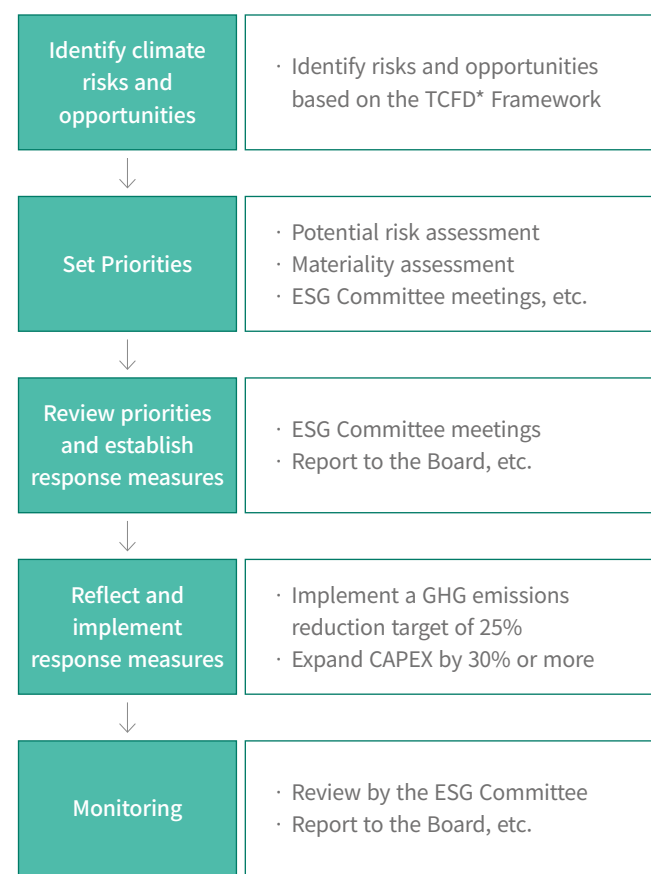 Identify climate
risks and
opportunities
· Identify risks and opportunities
based on the TCFD* Framework
Set Priorities
· Potential risk assessment
· Materiality assessment
· ESG Committee meetings, etc.
Review priorities
and establish
response measures
· ESG Committee meetings
· Report to the Board, etc.
Reflect and
implement
response measures
· Implement a GHG emissions
reduction target of 25%
· Expand CAPEX by 30% or more
Monitoring
· Review by the ESG Committee
· Report to the Board, etc.